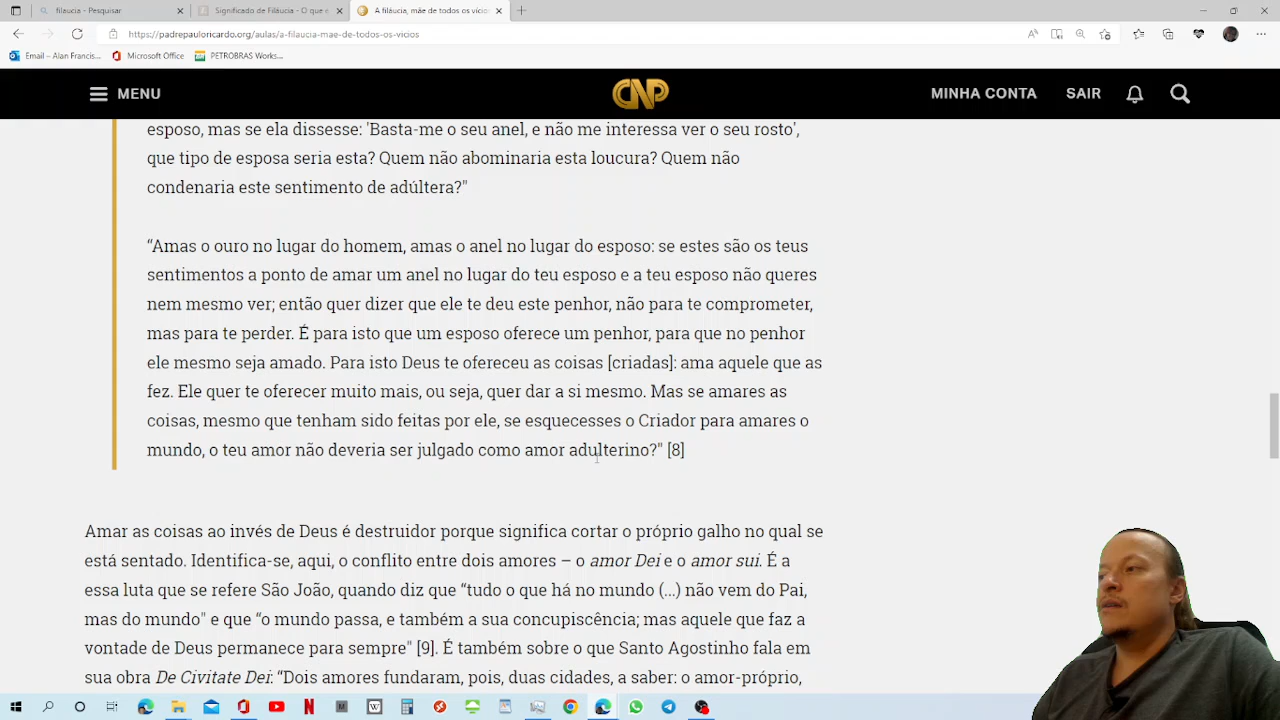 filaucia - Pesquisar
Significado de Filáucia - O que é
A filáucia, mãe de todos os vícios
https://padrepauloricardo.org/aulas/a-filaucia-mae-de-todos-os-vicios
Email – Alan Francis...
Microsoft Office
PETROBRAS Works...
MENU
CNP
MINHA CONTA
SAIR
esposo, mas se ela dissesse: 'Basta-me o seu anel, e não me interessa ver o seu rosto',
que tipo de esposa seria esta? Quem não abominaria esta loucura? Quem não
condenaria este sentimento de adúltera?"
“Amas o ouro no lugar do homem, amas o anel no lugar do esposo: se estes são os teus
sentimentos a ponto de amar um anel no lugar do teu esposo e a teu esposo não queres
nem mesmo ver; então quer dizer que ele te deu este penhor, não para te comprometer,
mas para te perder. É para isto que um esposo oferece um penhor, para que no penhor
ele mesmo seja amado. Para isto Deus te ofereceu as coisas [criadas]: ama aquele que as
fez. Ele quer te oferecer muito mais, ou seja, quer dar a si mesmo. Mas se amares as
coisas, mesmo que tenham sido feitas por ele, se esquecesses o Criador para amares o
mundo, o teu amor não deveria ser julgado como amor adulterino?" [8]
Amar as coisas ao invés de Deus é destruidor porque significa cortar o próprio galho no qual se
está sentado. Identifica-se, aqui, o conflito entre dois amores – o amor Dei e o amor sui. É a
essa luta que se refere São João, quando diz que “tudo o que há no mundo (...) não vem do Pai,
mas do mundo" e que “o mundo passa, e também a sua concupiscência; mas aquele que faz a
vontade de Deus permanece para sempre" [9]. É também sobre o que Santo Agostinho fala em
sua obra De Civitate Dei: “Dois amores fundaram, pois, duas cidades, a saber: o amor-próprio,